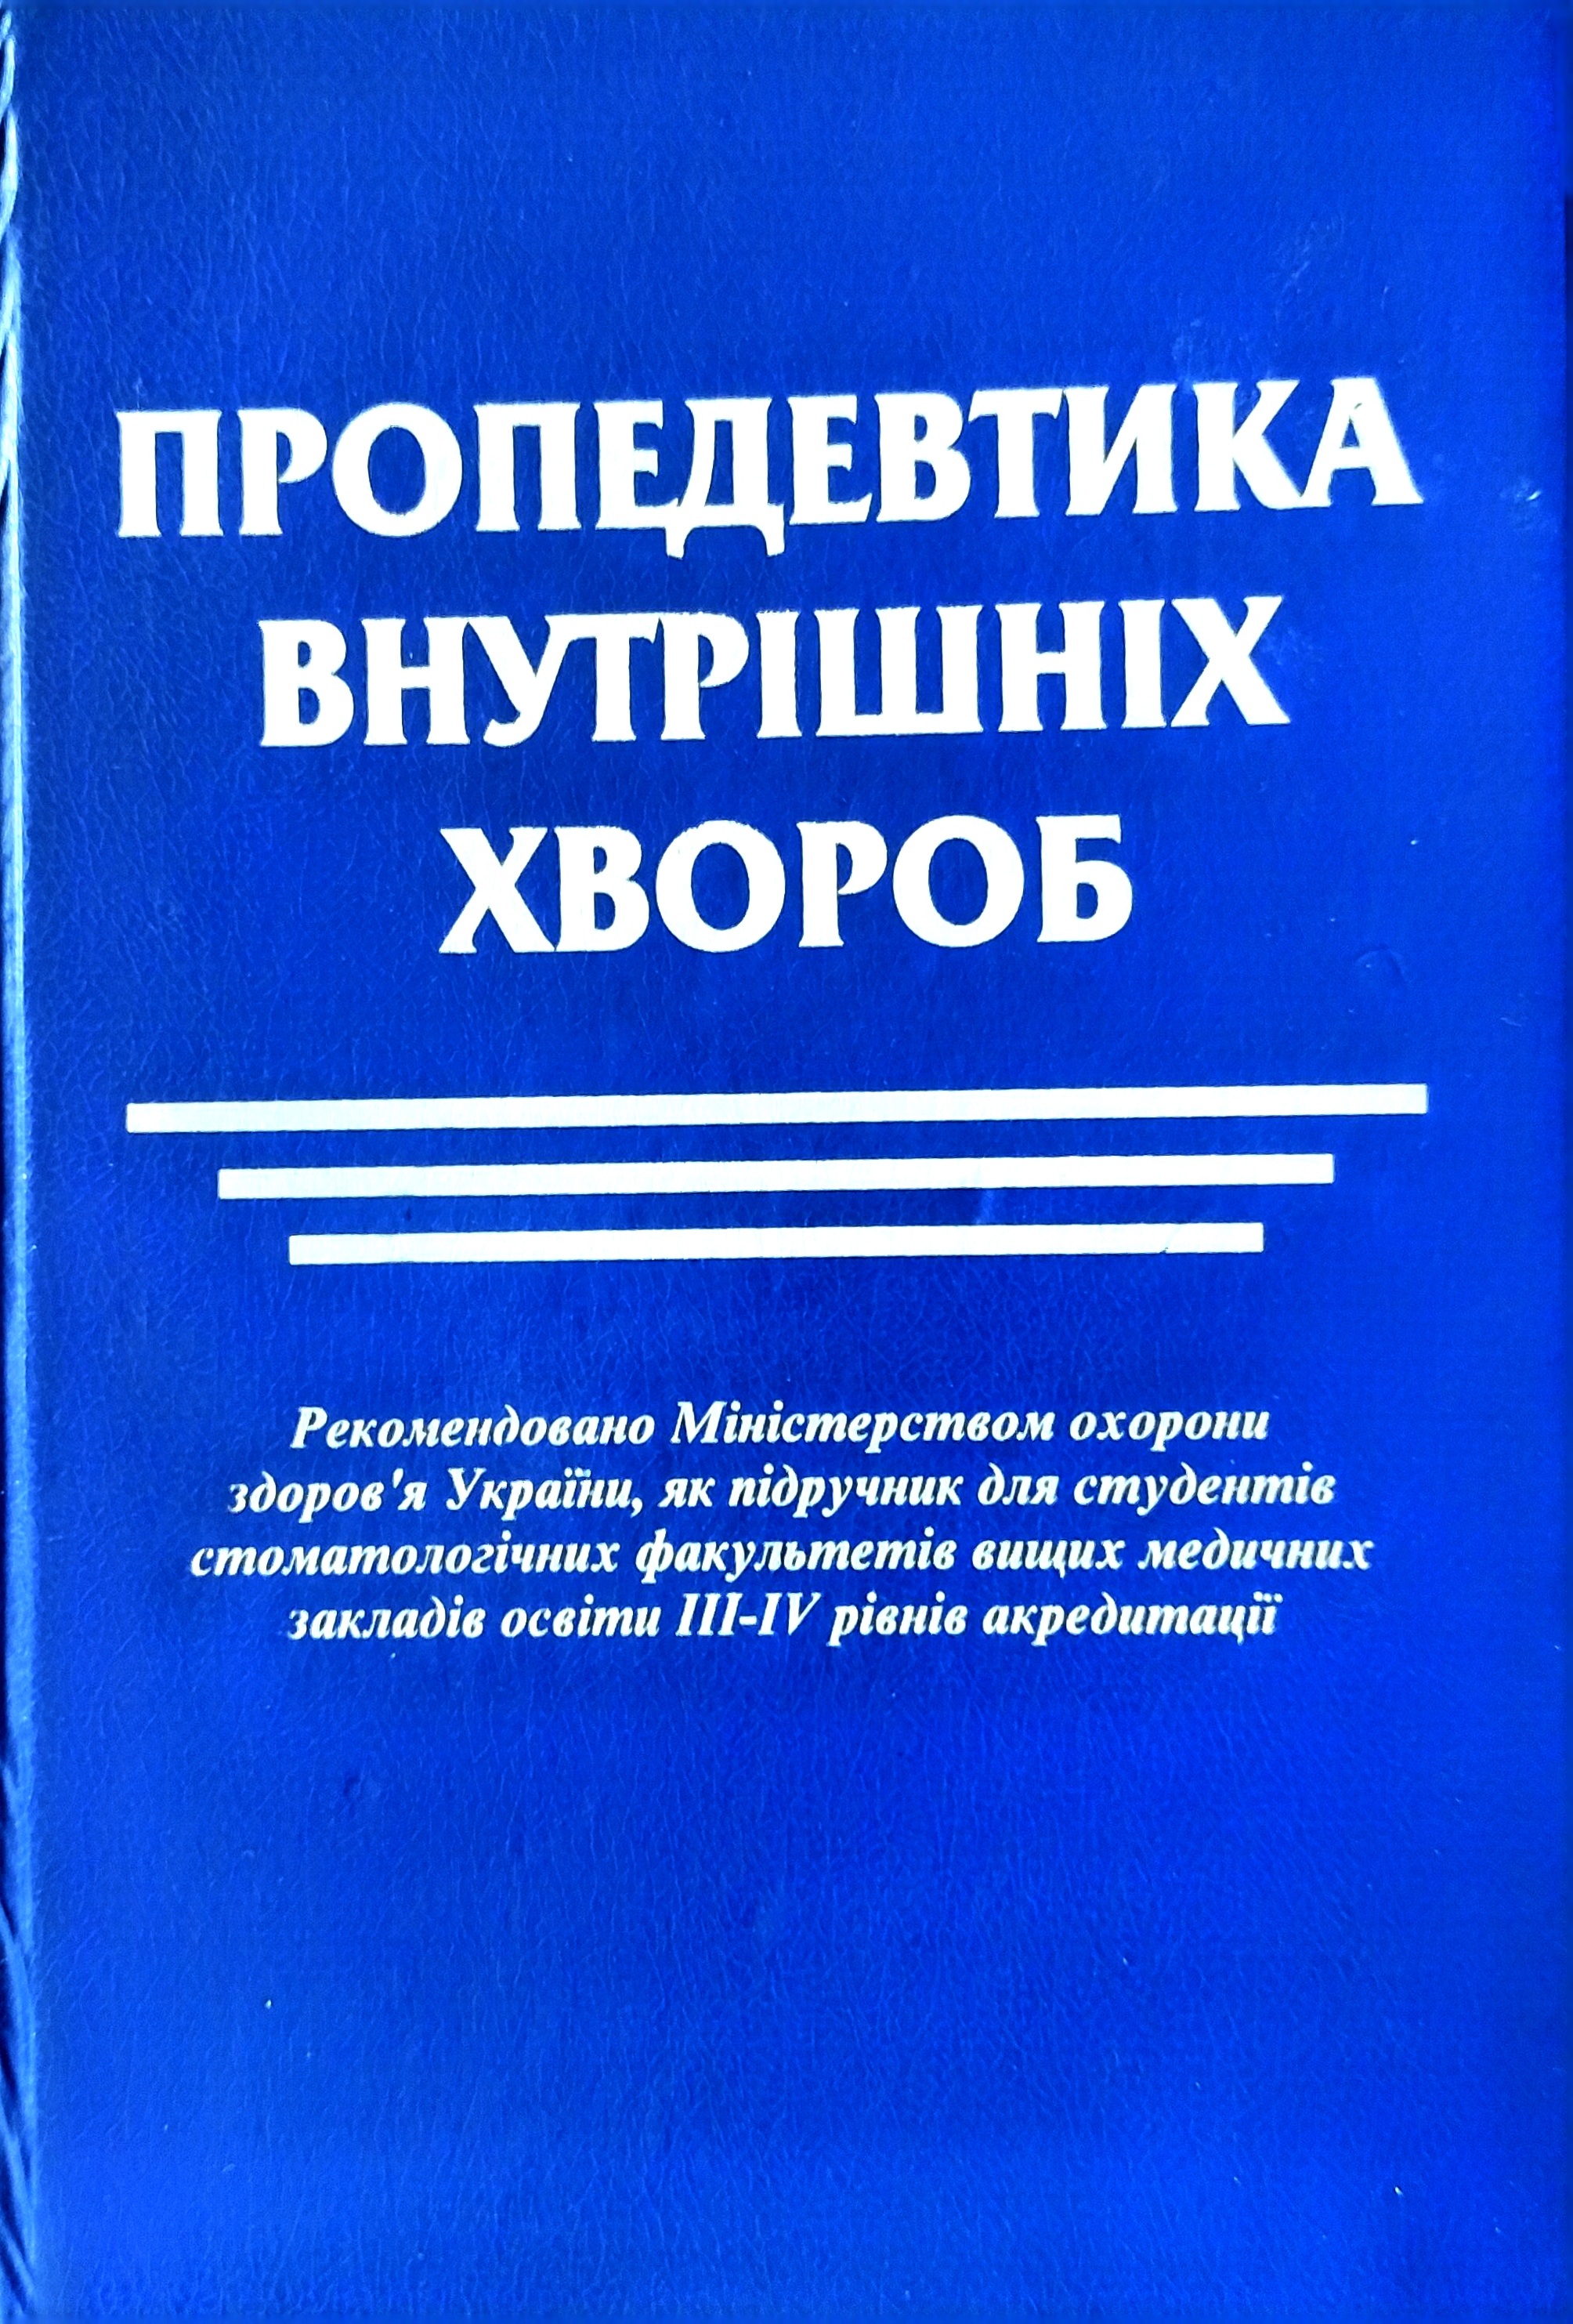 ПРОПЕДЕВТИКА
ВНУТРІШНІХ
ХВОРОБ
Рекомендовано Міністерством охорони
здоров'я України, як підручник для студентів
стоматологічних факультетів вищих медичних
закладів освіти III-IV рівнів акредитації